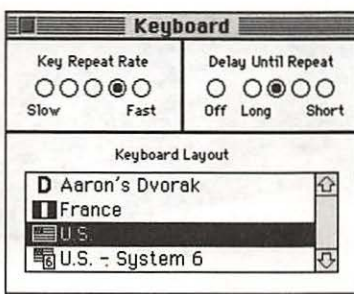 Keyboard
Key Repeat Rate
Slow Fast
Delay Until Repeat
Off Long Short
Keyboard Layout
D Aaron's Dvorak
France
U.S.
6 U.S. - System 6